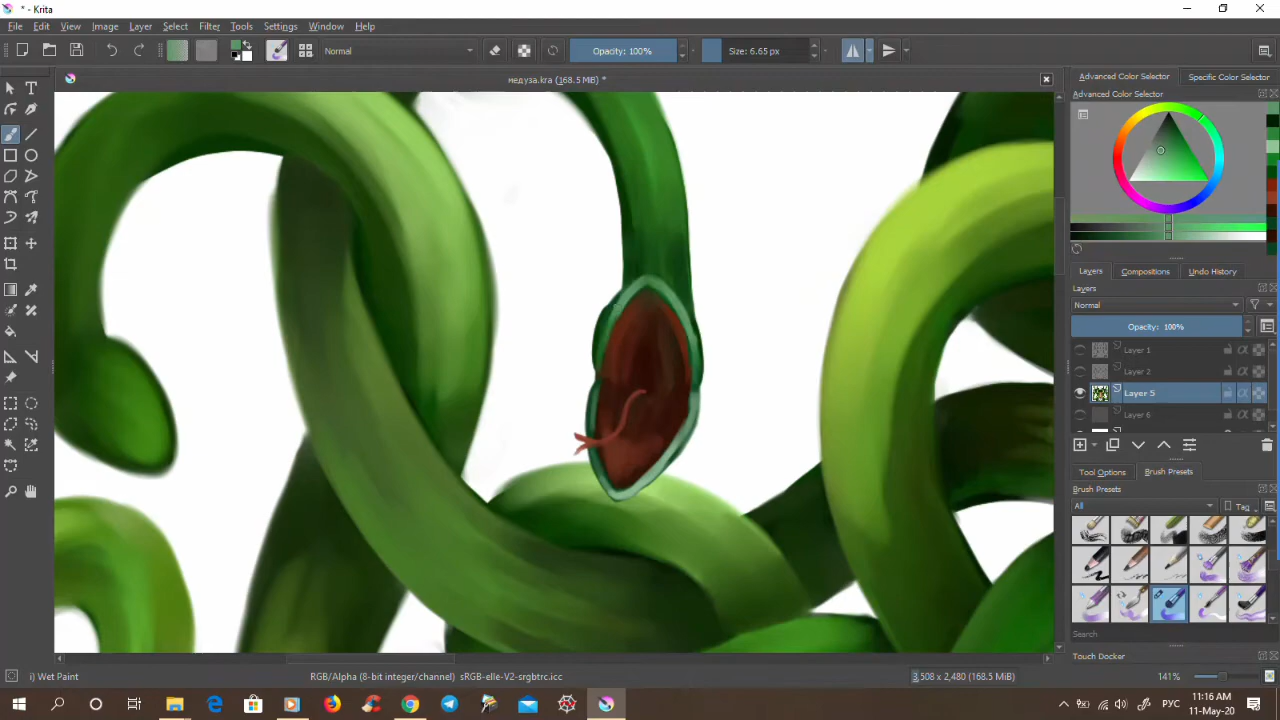 * - Krita
File Edit View Image Layer Select Filter Tools Settings Window Help
Normal Opacity: 100% Size: 6.65 px
медуза.kra (168.5 MiB) *
Advanced Color Selector Specific Color Selector
Advanced Color Selector
Layers Compositions Undo History
Layers
Normal
Opacity: 100%
Layer 1
Layer 2
Layer 5
Layer 6
Tool Options Brush Presets
Brush Presets
All Tag
Search
Touch Docker
i) Wet Paint RGB/Alpha (8-bit integer/channel) sRGB-elle-V2-srgbtrc.icc 3,508 x 2,480 (168.5 MiB) 141%
РУС 11:16 AM
11-May-20